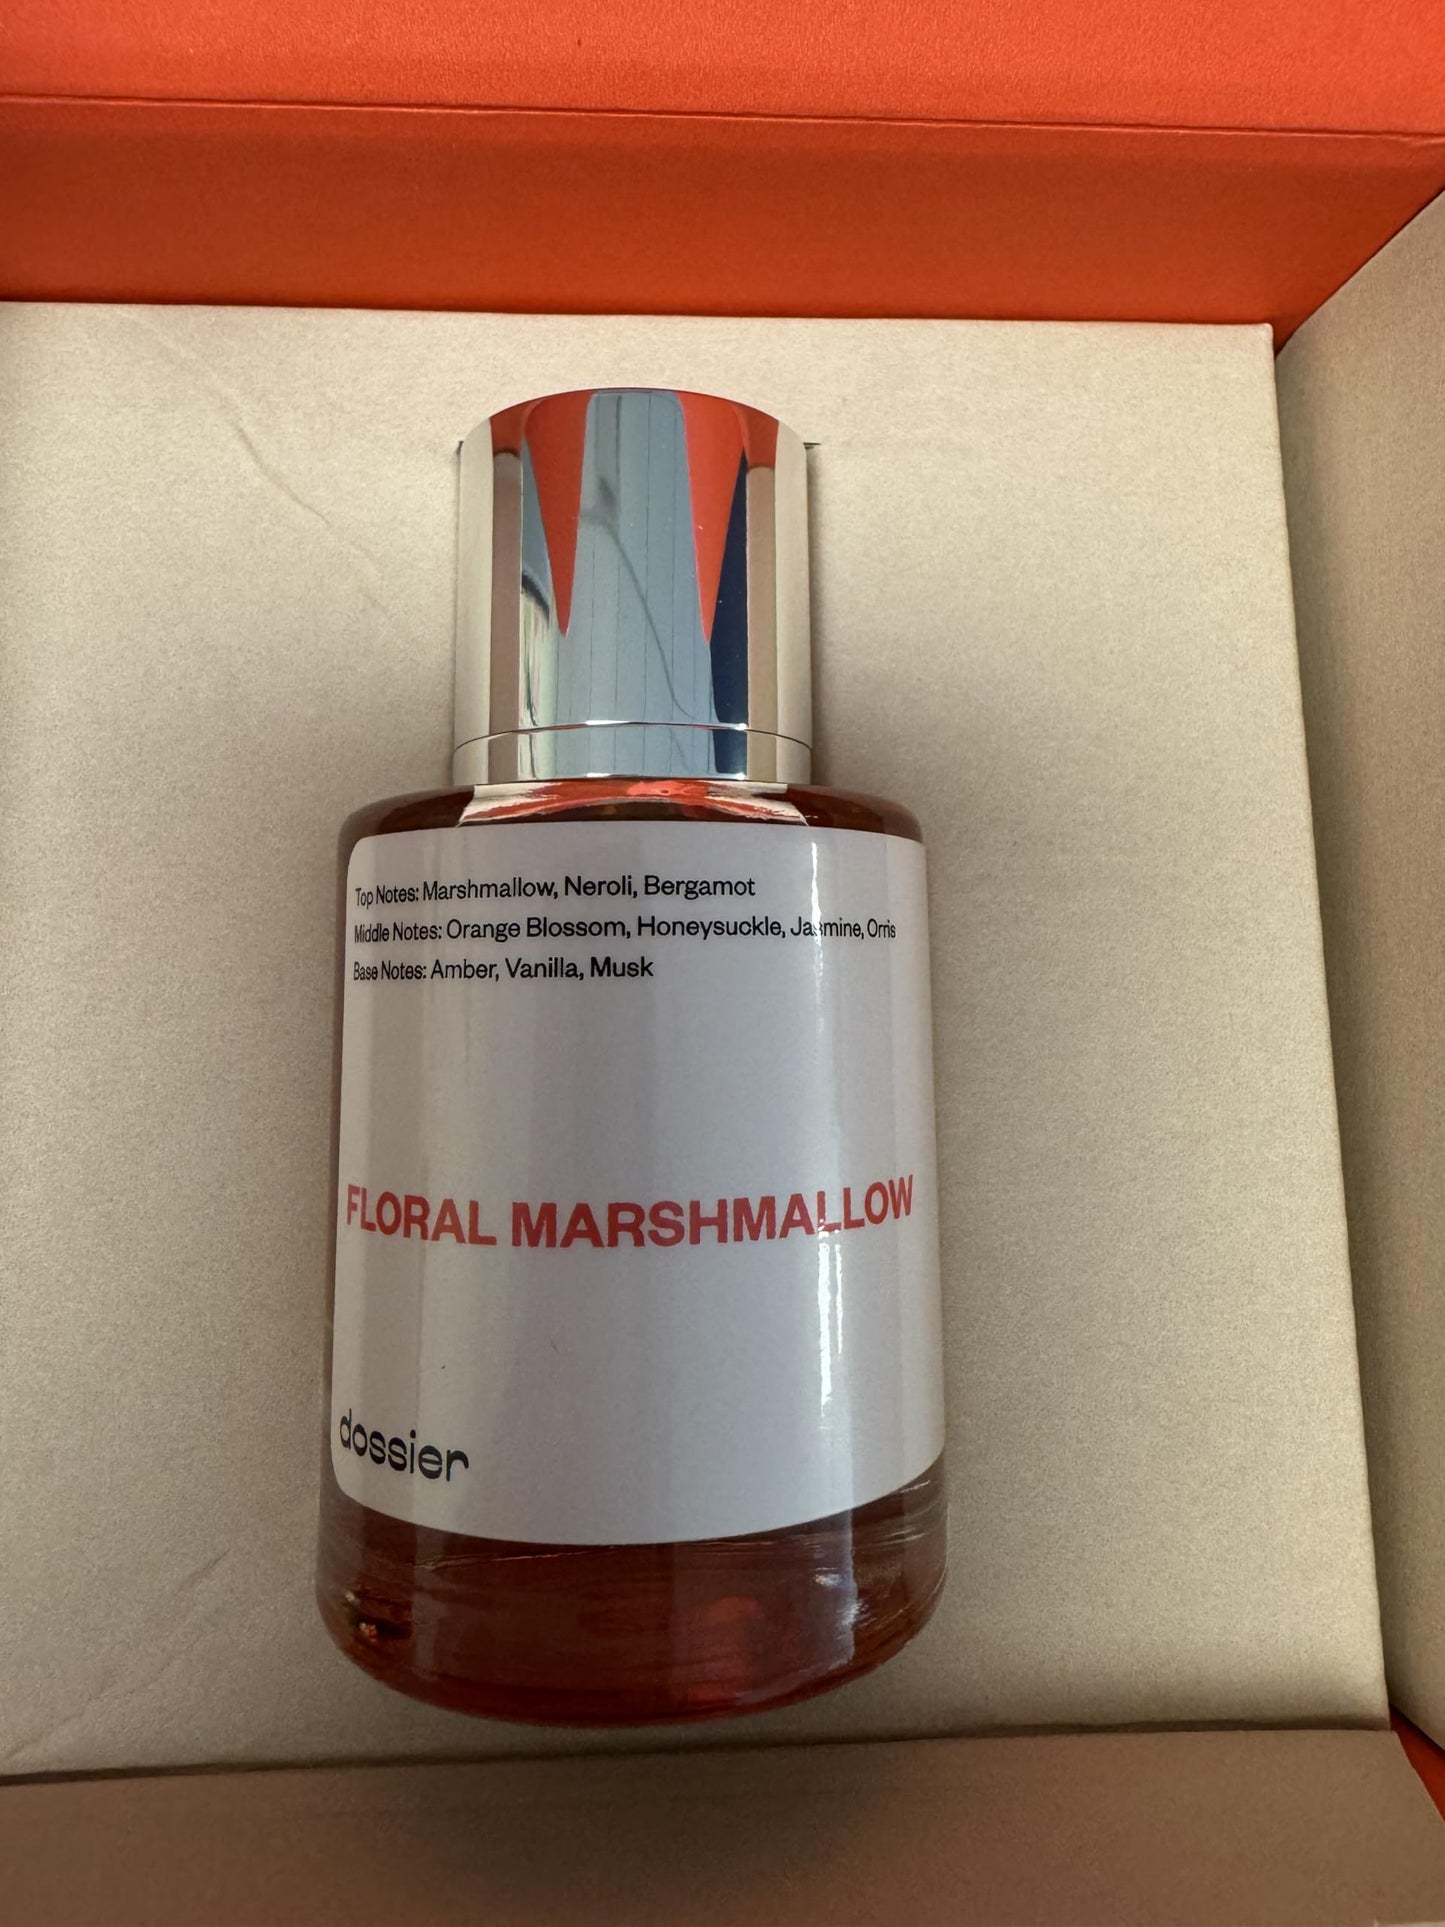 Top Notes: Marshmallow, Neroli, Bergamot
Middle Notes: Orange Blossom, Honeysuckle, Jasmine, Orris
Base Notes: Amber, Vanilla, Musk
FLORAL MARSHMALLOW
dossier